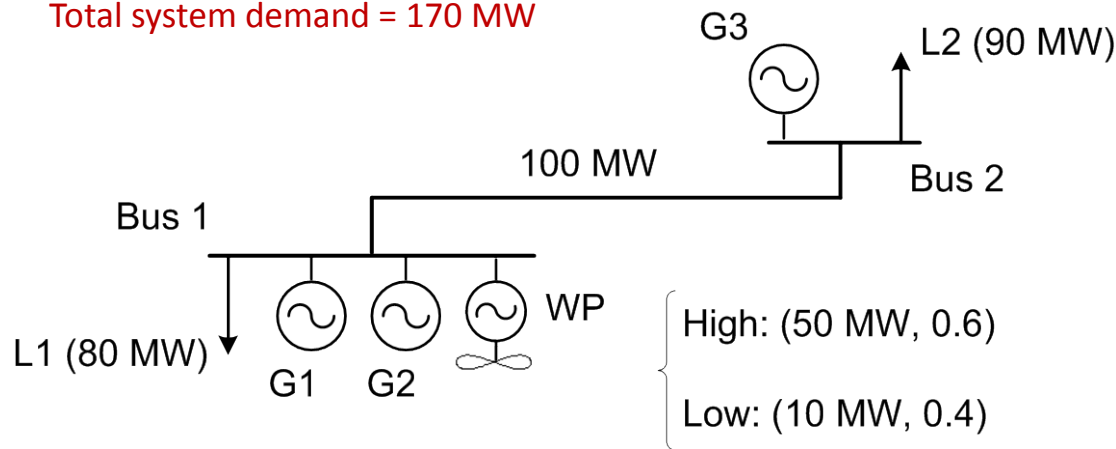 Total system demand = 170 MW
G3
L2 (90 MW)
100 MW
Bus 2
Bus 1
WP
High: (50 MW, 0.6)
L1 (80 MW)
G1
G2
Low: (10 MW, 0.4)